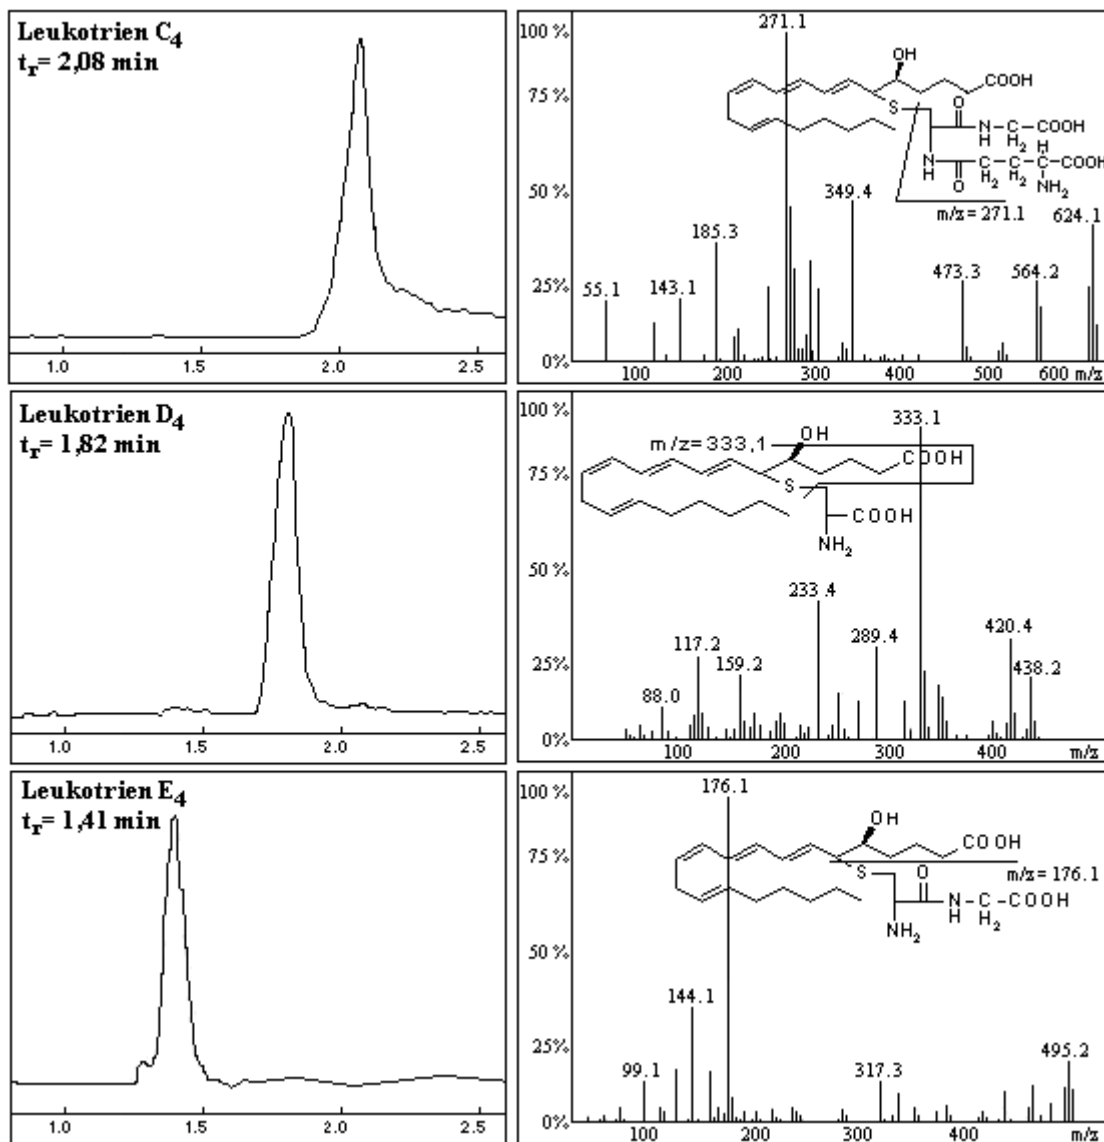 Leukotrien C4
tr= 2,08 min
1.0 1.5 2.0 2.5
100 %
75%
50 %
25%
0%
271.1
349.4
185.3
55.1
143.1
473.3
564.2
624.1
OH
COOH
S
O
N
H
C
H2
COOH
N
H
O
C
H2
C
H2
H
C
COOH
NH2
m/z= 271.1
100 200 300 400 500 600 m/z
Leukotrien D4
tr= 1,82 min
1.0 1.5 2.0 2.5
100 %
75%
50 %
25%
0%
333.1
m/z=333,1
OH
COOH
S
COOH
NH2
233.4
117.2
159.2
88.0
289.4
420.4
438.2
100 200 300 400 m/z
Leukotrien E4
tr= 1,41 min
1.0 1.5 2.0 2.5
100 %
75%
50 %
25%
0%
176.1
OH
COOH
m/z= 176.1
S
O
N
H
C
H2
COOH
NH2
144.1
99.1
317.3
495.2
100 200 300 400 m/z